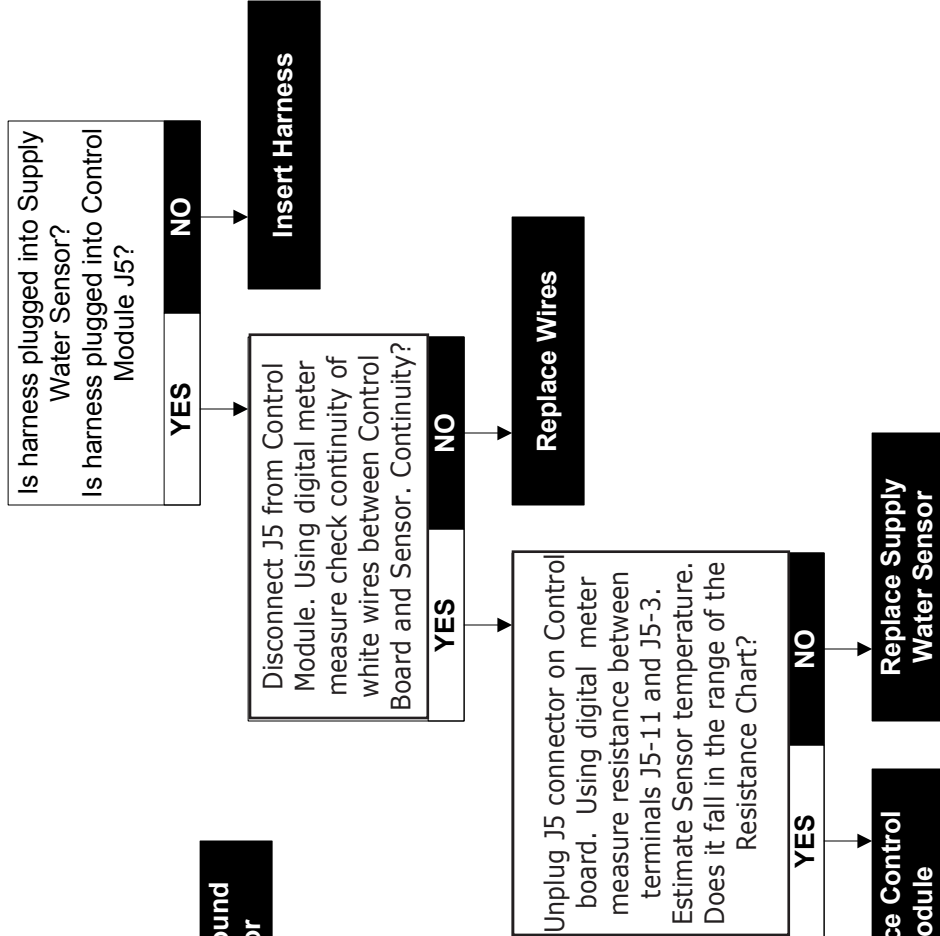 Is harness plugged into Supply
Water Sensor?
Is harness plugged into Control
Module J5?
YES
NO
Insert Harness
Disconnect J5 from Control
Module. Using digital meter
measure check continuity of
white wires between Control
Board and Sensor. Continuity?
YES
NO
Replace Wires
Unplug J5 connector on Control
board. Using digital meter
measure resistance between
terminals J5-11 and J5-3.
Estimate Sensor temperature.
Does it fall in the range of the
Resistance Chart?
YES
NO
Replace Supply
Water Sensor
Control